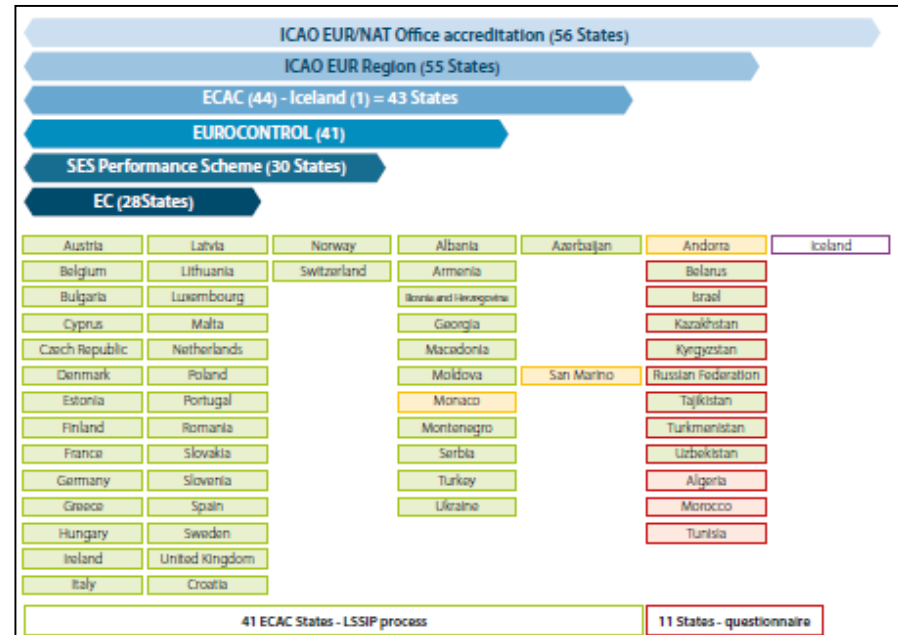 ICAO EUR/NAT Office accreditation (56 States)
ICAO EUR Region (55 States)
ECAC (44) - Iceland (1) = 43 States
EUROCONTROL (41)
SES Performance Scheme (30 States)
EC (28States)
Austria Latvia Norway Albania Azerbaijan Andorra Iceland
Belgium Lithuania Switzerland Armenia Belarus
Bulgaria Luxembourg Bosnia and Herzegovina Israel
Cyprus Malta Georgia Kazakhstan
Czech Republic Netherlands Macedonia Kyrgyzstan
Denmark Poland Moldova San Marino Russian Federation
Estonia Portugal Monaco Tajikistan
Finland Romania Montenegro Turkmenistan
France Slovakia Serbia Uzbekistan
Germany Slovenia Turkey Algeria
Greece Spain Ukraine Morocco
Hungary Sweden Tunisia
Ireland United Kingdom
Italy Croatia
41 ECAC States - LSSIP process 11 States - questionnaire